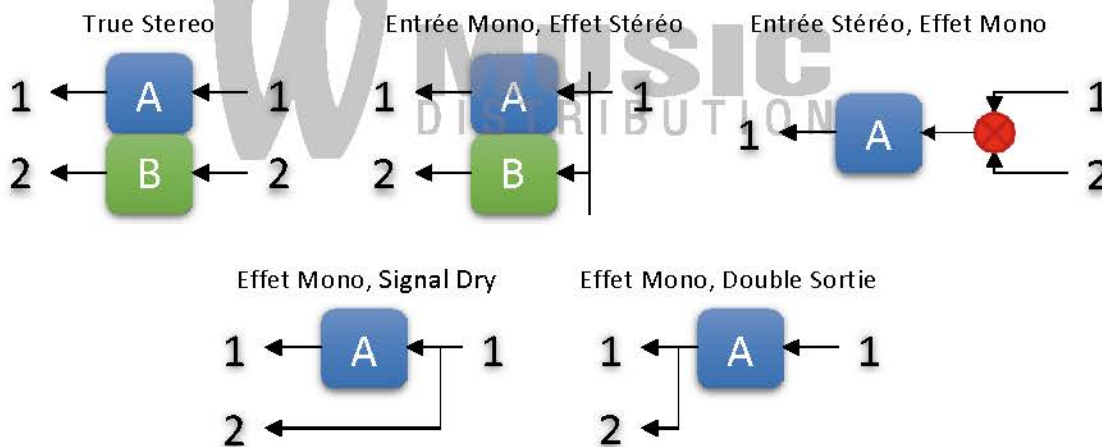 True Stereo
1 A 1
2 B 2
Entrée Mono, Effet Stéréo
1 A 1
2 B
Entrée Stéréo, Effet Mono
1 A 1
2
MUSIC
DISTRIBUTION
Effet Mono, Signal Dry
1 A 1
2
Effet Mono, Double Sortie
1 A 1
2